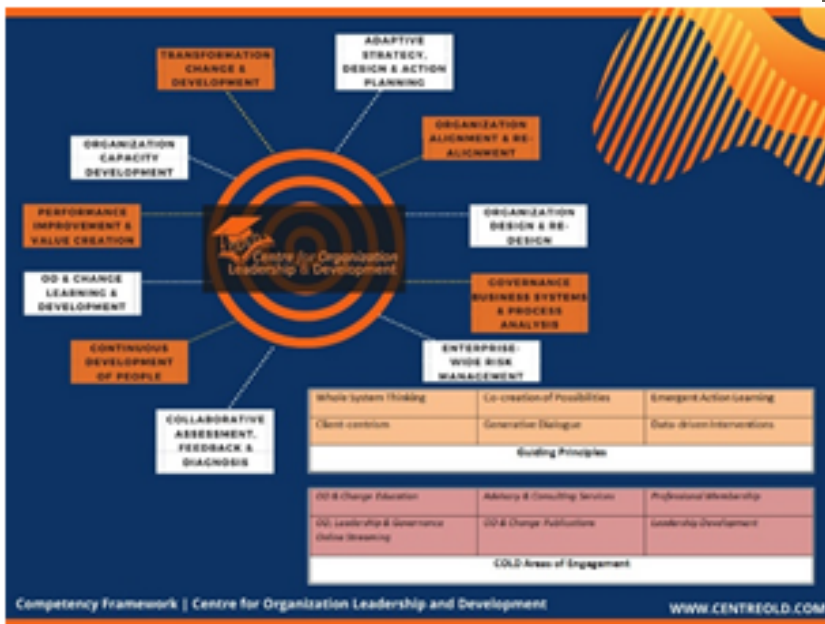 TRANSFORMATION
CHANGE &
DEVELOPMENT
ADAPTIVE
STRATEGY,
DESIGN & ACTION
PLANNING
ORGANIZATION
ALIGNMENT & RE-
ALIGNMENT
ORGANIZATION
CAPACITY
DEVELOPMENT
PERFORMANCE
IMPROVEMENT &
VALUE CREATION
ORGANIZATION
DESIGN & RE-
DESIGN
Centre for Organization
Leadership & Development
OD & CHANGE
LEARNING &
DEVELOPMENT
GOVERNANCE
BUSINESS SYSTEMS
& PROCESS
ANALYSIS
CONTINUOUS
DEVELOPMENT
OF PEOPLE
ENTERPRISE-
WIDE RISK
MANAGEMENT
COLLABORATIVE
ASSESSMENT,
FEEDBACK &
DIAGNOSIS
Whole System Thinking
Co-creation of Possibilities
Emergent Action Learning
Client-centrism
Generative Dialogue
Data-driven Interventions
Guiding Principles
OD & Change Education
Advisory & Consulting Services
Professional Membership
OD, Leadership & Governance
Online Streaming
OD & Change Publications
Leadership Development
COLD Areas of Engagement
Competency Framework | Centre for Organization Leadership and Development
WWW.CENTREOLD.COM